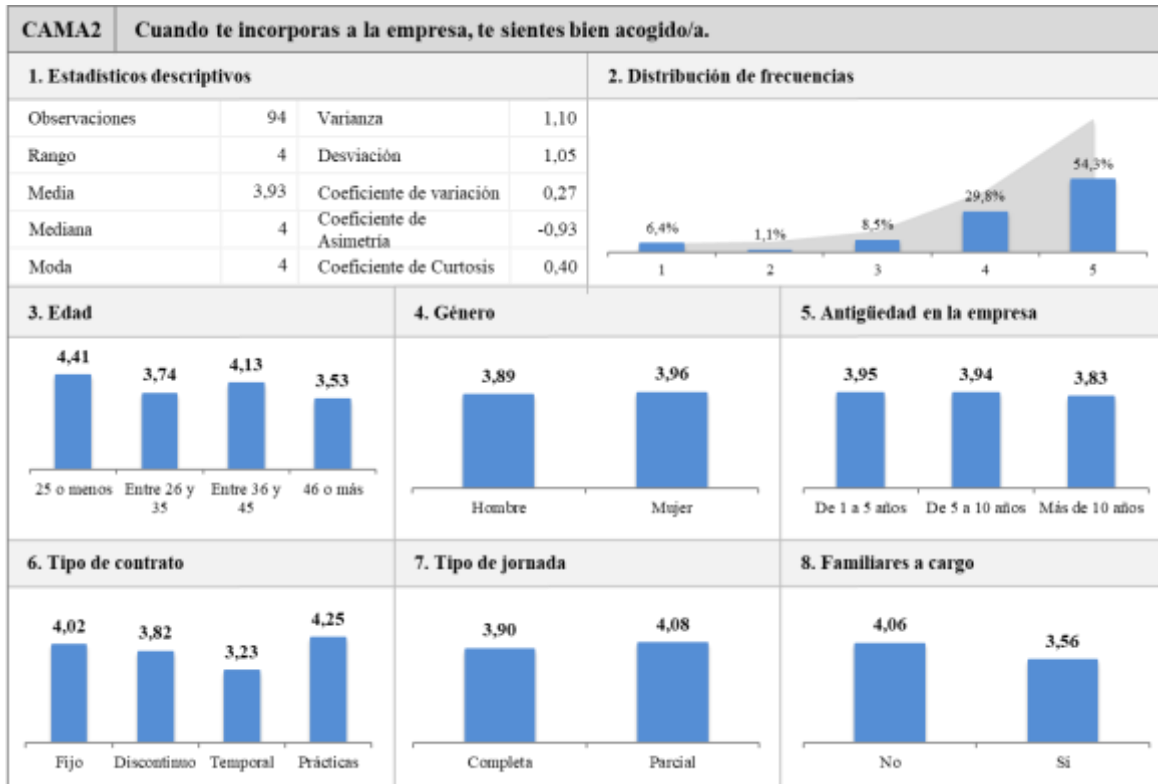 CAMA2 Cuando te incorporas a la empresa, te sientes bien acogido/a.
1. Estadísticos descriptivos
Observaciones 94 Varianza 1,10
Rango 4 Desviación 1,05
Media 3,93 Coeficiente de variación 0,27
Mediana 4 Coeficiente de Asimetría -0,93
Moda 4 Coeficiente de Curtosis 0,40
2. Distribución de frecuencias
6,4% 1,1% 8,5% 29,8% 54,3%
1 2 3 4 5
3. Edad
4,41 3,74 4,13 3,53
25 o menos Entre 26 y 35 Entre 36 y 45 46 o más
4. Género
3,89 3,96
Hombre Mujer
5. Antigüedad en la empresa
3,95 3,94 3,83
De 1 a 5 años De 5 a 10 años Más de 10 años
6. Tipo de contrato
4,02 3,82 3,23 4,25
Fijo Discontinuo Temporal Prácticas
7. Tipo de jornada
3,90 4,08
Completa Parcial
8. Familiares a cargo
4,06 3,56
No Sí